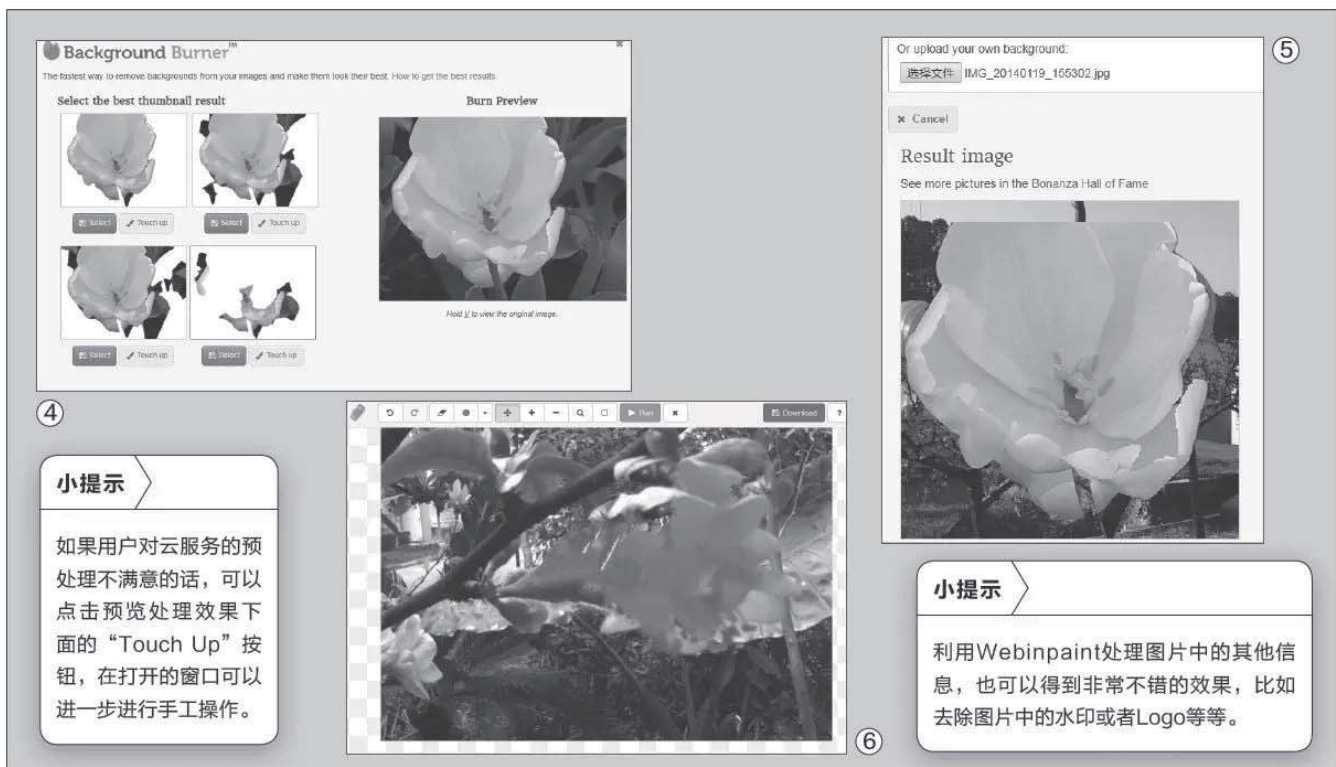 Background Burner™
The fastest way to remove backgrounds from your images and make them look their best. How to get the best results.
Select the best thumbnail result
Burn Preview
Select Touch up
Select Touch up
Select Touch up
Select Touch up
Hold V to view the original image.
④
Or upload your own background:
选择文件 IMG_20140119_155302.jpg
× Cancel
Result image
See more pictures in the Bonanza Hall of Fame
⑤
Run
Download ?
⑥
小提示
如果用户对云服务的预
处理不满意的话，可以
点击预览处理效果下
面的“Touch Up”按
钮，在打开的窗口可以
进一步进行手工操作。
小提示
利用Webinpaint处理图片中的其他信
息，也可以得到非常不错的效果，比如
去除图片中的水印或者Logo等等。